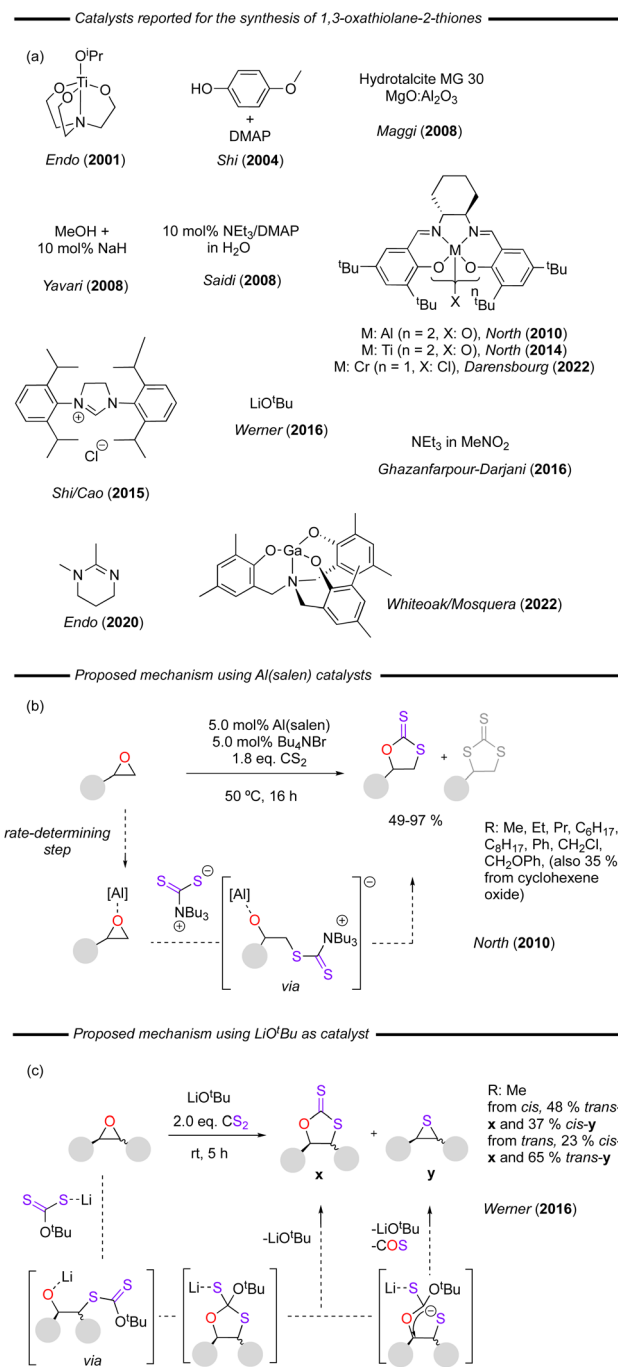 Catalysts reported for the synthesis of 1,3-oxathiolane-2-thiones
(a)
OⁱPr
Ti
O
O
O
N
Endo (2001)
HO
O
+
DMAP
Shi (2004)
Hydrotalcite MG 30
MgO:Al₂O₃
Maggi (2008)
MeOH +
10 mol% NaH
Yavari (2008)
10 mol% NEt₃/DMAP
in H₂O
Saidi (2008)
N
N
M
O
O
ᵗBu
ᵗBu
n
ᵗBu
X
ᵗBu
M: Al (n = 2, X: O), North (2010)
M: Ti (n = 2, X: O), North (2014)
M: Cr (n = 1, X: Cl), Darensbourg (2022)
N
N
⊕
Cl⊖
Shi/Cao (2015)
LiOᵗBu
Werner (2016)
NEt₃ in MeNO₂
Ghazanfarpour-Darjani (2016)
N
N
Endo (2020)
O
O
Ga
O
N
Whiteoak/Mosquera (2022)
Proposed mechanism using Al(salen) catalysts
(b)
O
5.0 mol% Al(salen)
5.0 mol% Bu₄NBr
1.8 eq. CS₂
50 ºC, 16 h
S
O
S
+
S
S
S
49-97 %
R: Me, Et, Pr, C₆H₁₇,
C₈H₁₇, Ph, CH₂Cl,
CH₂OPh, (also 35 %
from cyclohexene
oxide)
North (2010)
rate-determining
step
[Al]
O
S
S
⊖
NBu₃
⊕
[Al]
O
S
S
⊕
NBu₃
⊖
via
Proposed mechanism using LiOᵗBu as catalyst
(c)
O
LiOᵗBu
2.0 eq. CS₂
rt, 5 h
S
O
S
x
+
S
y
R: Me
from cis, 48 % trans-
x and 37 % cis-y
from trans, 23 % cis-
x and 65 % trans-y
Werner (2016)
S
S
Li
OᵗBu
-LiOᵗBu
-LiOᵗBu
-COS
Li
O
S
S
OᵗBu
via
Li
S
OᵗBu
O
S
Li
S
OᵗBu
O
⊖
S